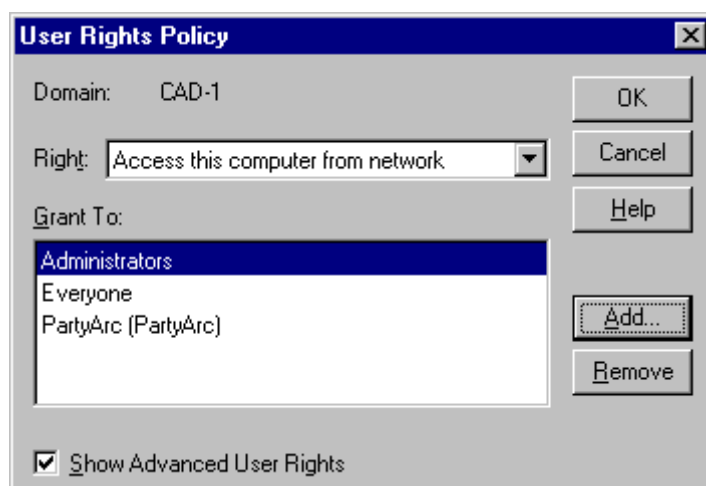 User Rights Policy
Domain: CAD-1
OK
Right: Access this computer from network
Cancel
Help
Grant To:
Administrators
Everyone
PartyArc (PartyArc)
Add...
Remove
Show Advanced User Rights